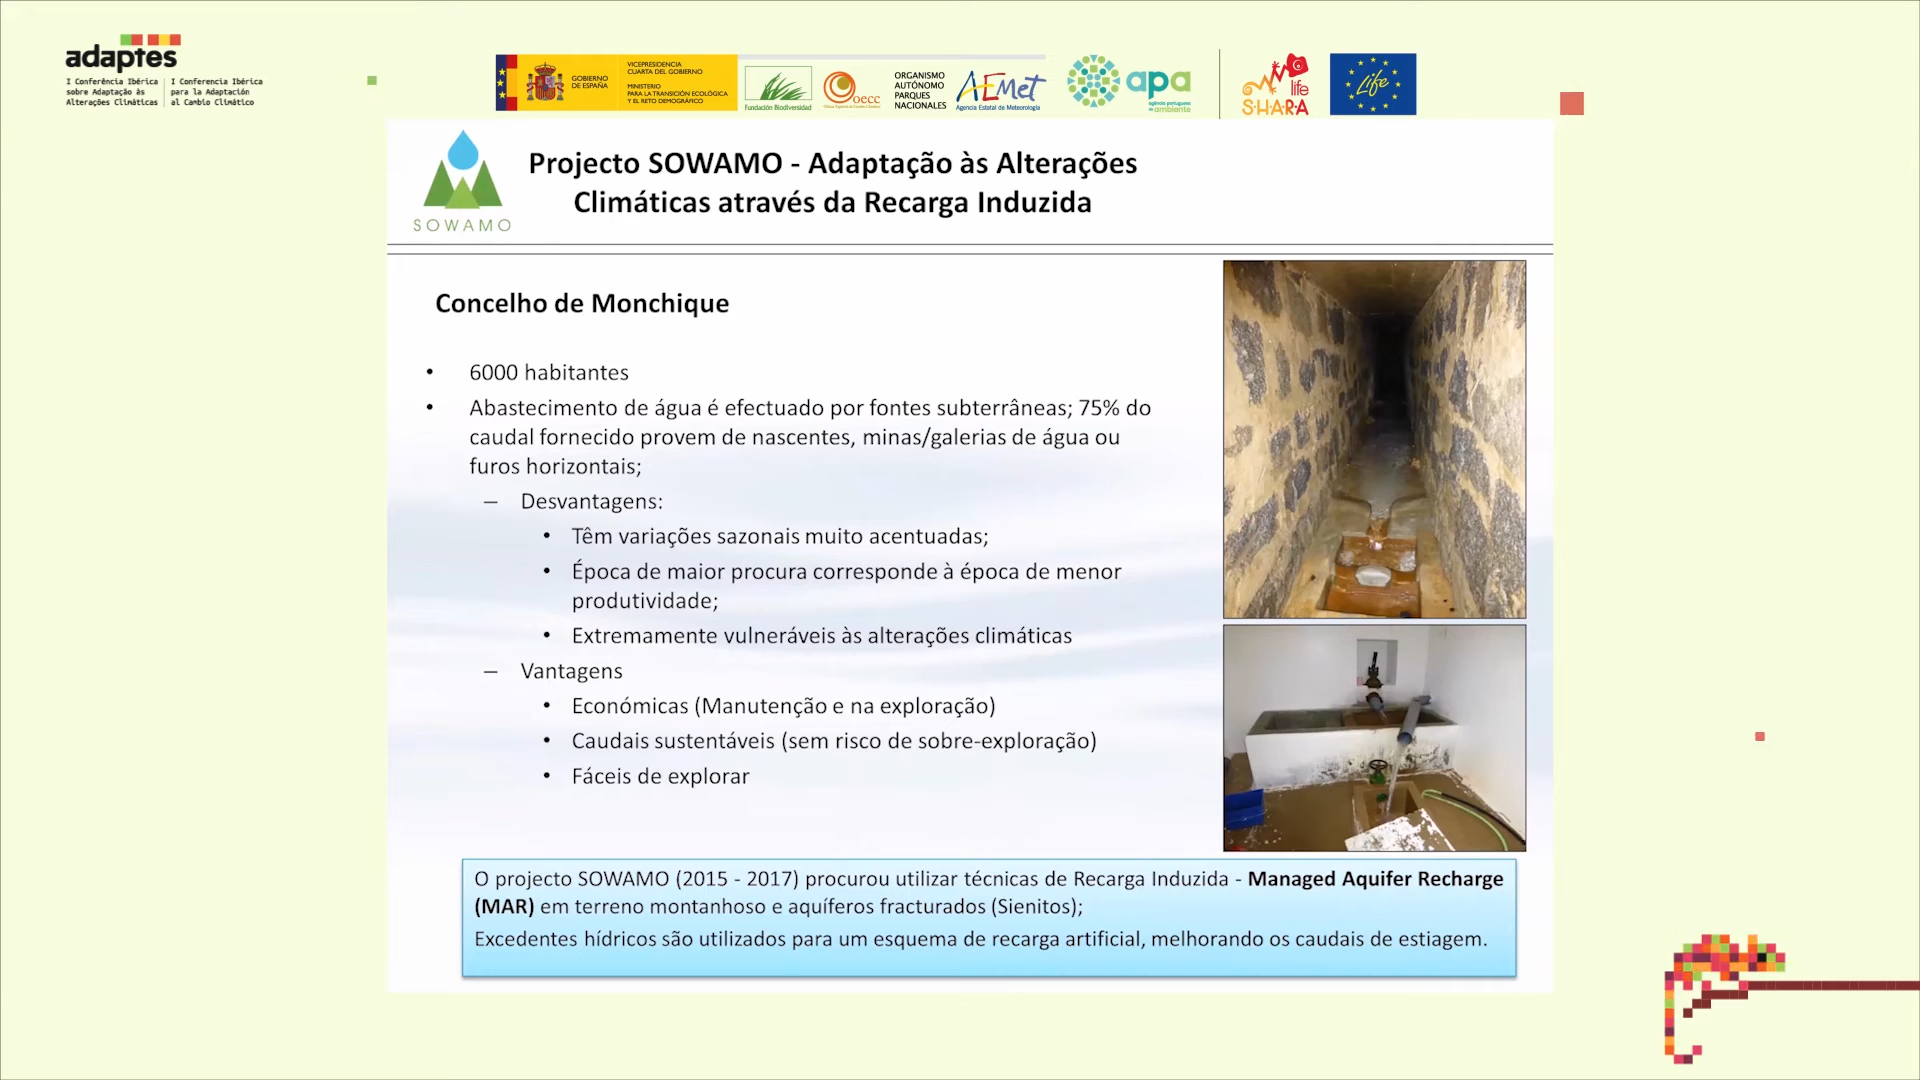 adaptes
I Conferência Ibérica
sobre Adaptação às
Alterações Climáticas
I Conferencia Ibérica
para la Adaptación
al Cambio Climático
GOBIERNO
DE ESPAÑA
VICEPRESIDENCIA
CUARTA DEL GOBIERNO
MINISTERIO
PARA LA TRANSICIÓN ECOLÓGICA
Y EL RETO DEMOGRÁFICO
Fundación Biodiversidad
oecc
ORGANISMO
AUTÓNOMO
PARQUES
NACIONALES
AEMet
Agencia Estatal de Meteorología
apa
agência portuguesa
do ambiente
life
S·H·A·R·A
Life
SOWAMO
Projecto SOWAMO - Adaptação às Alterações
Climáticas através da Recarga Induzida
Concelho de Monchique
• 6000 habitantes
• Abastecimento de água é efectuado por fontes subterrâneas; 75% do
caudal fornecido provem de nascentes, minas/galerias de água ou
furos horizontais;
– Desvantagens:
• Têm variações sazonais muito acentuadas;
• Época de maior procura corresponde à época de menor
produtividade;
• Extremamente vulneráveis às alterações climáticas
– Vantagens
• Económicas (Manutenção e na exploração)
• Caudais sustentáveis (sem risco de sobre-exploração)
• Fáceis de explorar
O projecto SOWAMO (2015 - 2017) procurou utilizar técnicas de Recarga Induzida - Managed Aquifer Recharge
(MAR) em terreno montanhoso e aquíferos fracturados (Sienitos);
Excedentes hídricos são utilizados para um esquema de recarga artificial, melhorando os caudais de estiagem.